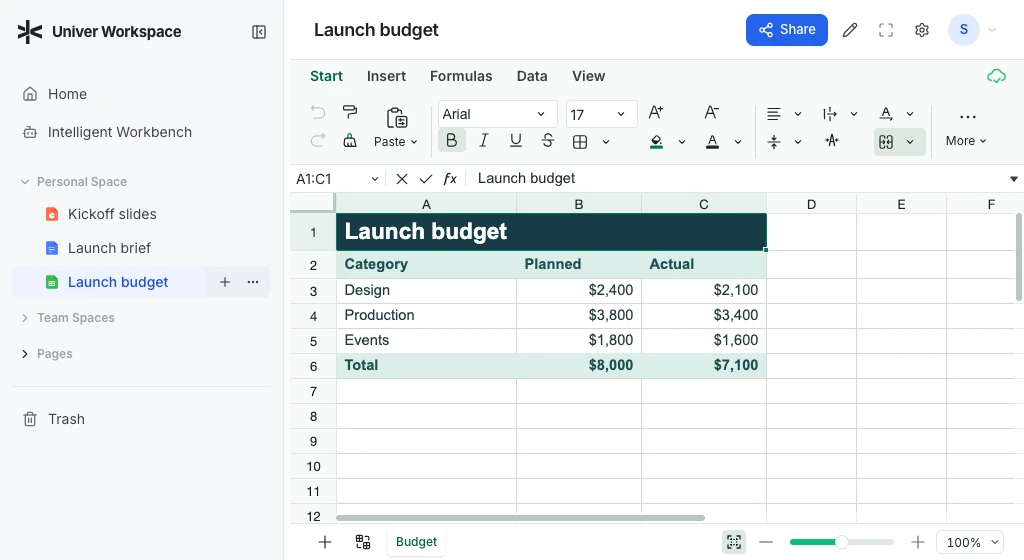 Univer Workspace
Home
Intelligent Workbench
Personal Space
Kickoff slides
Launch brief
Launch budget
Team Spaces
Pages
Trash
Launch budget
Share
S
Start Insert Formulas Data View
Arial 17 A+ A−
Paste B I U S A A More
A1:C1 fx Launch budget
A B C D E F
1 Launch budget
2 Category Planned Actual
3 Design $2,400 $2,100
4 Production $3,800 $3,400
5 Events $1,800 $1,600
6 Total $8,000 $7,100
7
8
9
10
11
12
Budget 100%